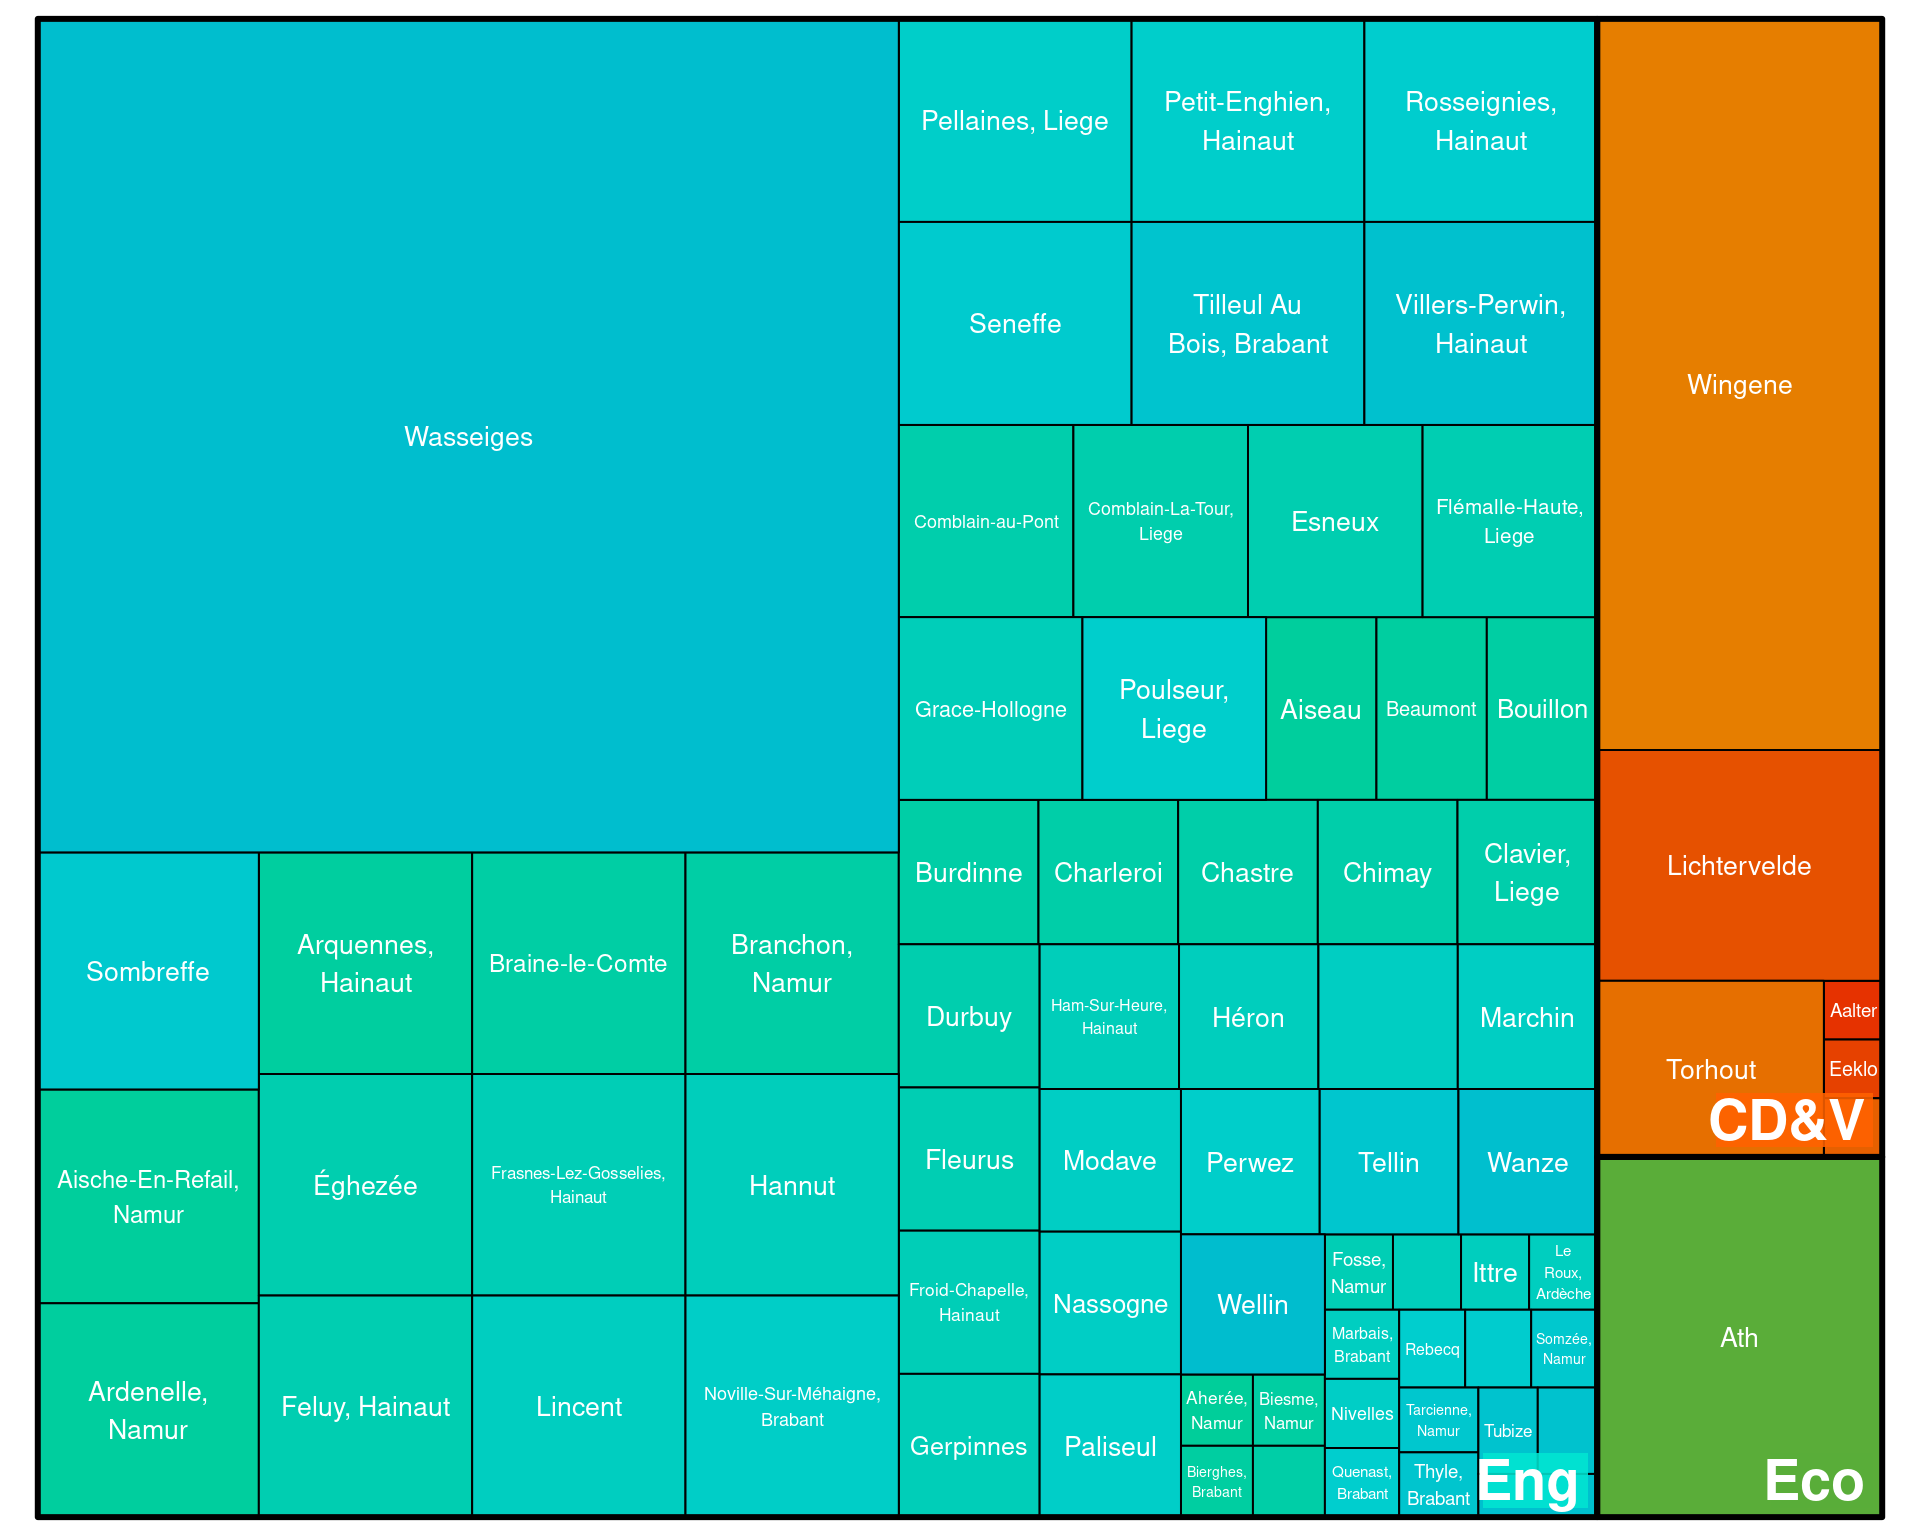 Wasseiges
Pellaines, Liege
Petit-Enghien,
Hainaut
Rosseignies,
Hainaut
Seneffe
Tilleul Au
Bois, Brabant
Villers-Perwin,
Hainaut
Comblain-au-Pont
Comblain-La-Tour,
Liege
Esneux
Flémalle-Haute,
Liege
Grace-Hollogne
Poulseur,
Liege
Aiseau
Beaumont
Bouillon
Burdinne
Charleroi
Chastre
Chimay
Clavier,
Liege
Sombreffe
Arquennes,
Hainaut
Braine-le-Comte
Branchon,
Namur
Durbuy
Ham-Sur-Heure,
Hainaut
Héron
Marchin
Aische-En-Refail,
Namur
Éghezée
Frasnes-Lez-Gosselies,
Hainaut
Hannut
Fleurus
Modave
Perwez
Tellin
Wanze
Froid-Chapelle,
Hainaut
Nassogne
Wellin
Fosse,
Namur
Ittre
Le
Roux,
Ardèche
Marbais,
Brabant
Rebecq
Somzée,
Namur
Ardenelle,
Namur
Feluy, Hainaut
Lincent
Noville-Sur-Méhaigne,
Brabant
Gerpinnes
Paliseul
Aherée,
Namur
Biesme,
Namur
Nivelles
Tarcienne,
Namur
Tubize
Bierghes,
Brabant
Quenast,
Brabant
Thyle,
Brabant
Eng
Wingene
Lichtervelde
Torhout
Aalter
Eeklo
CD&V
Ath
Eco